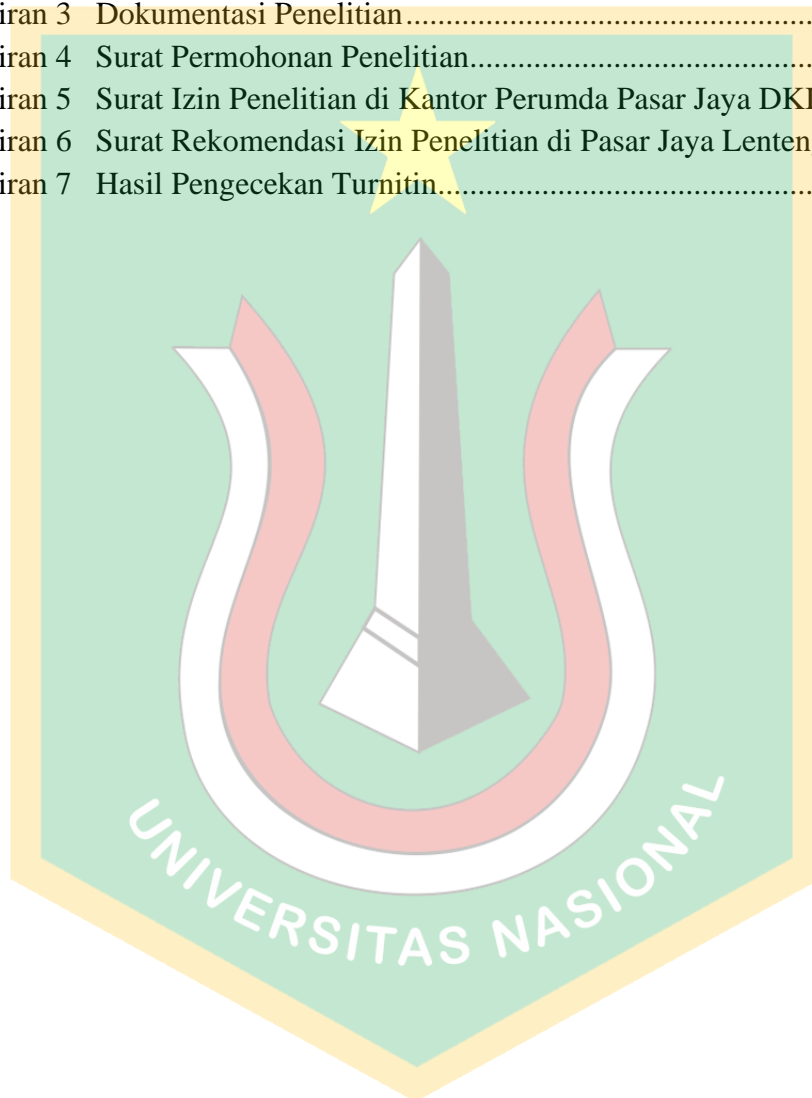 iran 3 Dokumentasi Penelitian........................................................
iran 4 Surat Permohonan Penelitian...............................................
iran 5 Surat Izin Penelitian di Kantor Perumda Pasar Jaya DKI
iran 6 Surat Rekomendasi Izin Penelitian di Pasar Jaya Lenteng
iran 7 Hasil Pengecekan Turnitin...................................................
UNIVERSITAS NASIONAL